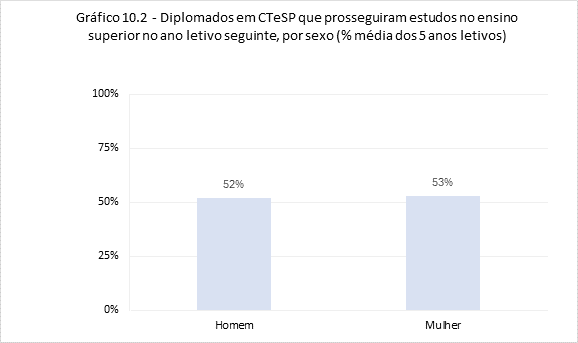 Gráfico 10.2 - Diplomados em CTeSP que prosseguiram estudos no ensino
superior no ano letivo seguinte, por sexo (% média dos 5 anos letivos)
100%
75%
50%
25%
0%
52%
53%
Homem
Mulher